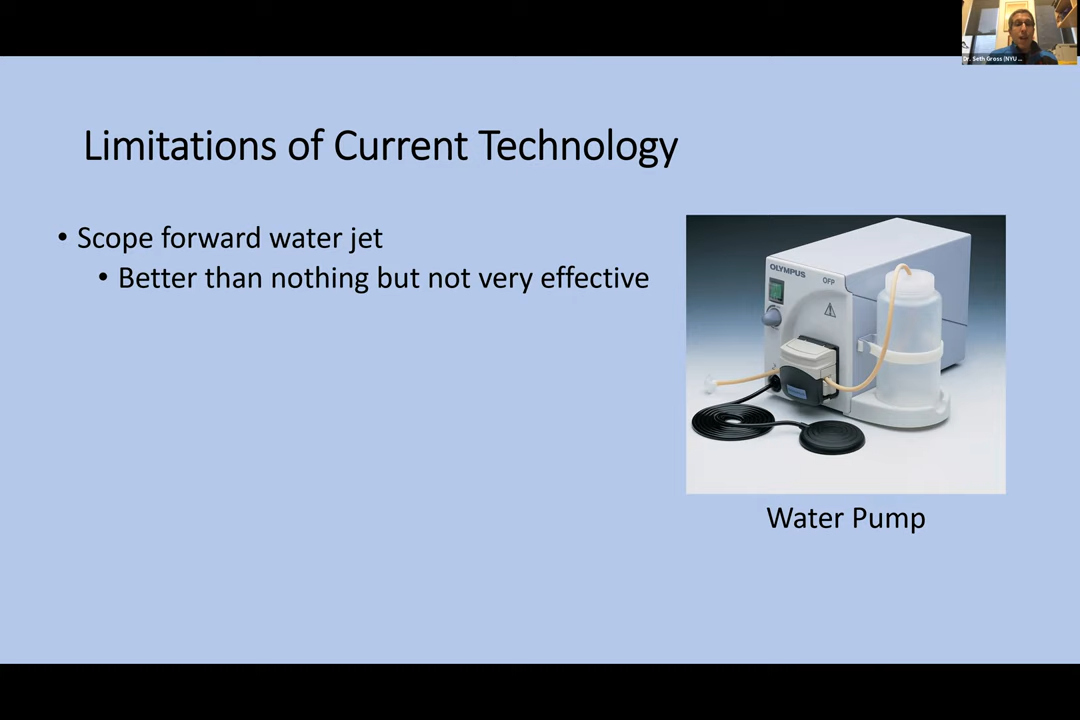 Dr. Seth Gross (NYU ...
Limitations of Current Technology
• Scope forward water jet
• Better than nothing but not very effective
OLYMPUS
OFP
Water Pump